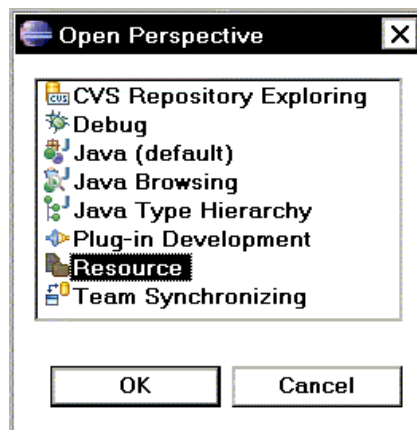 Open Perspective
CVS Repository Exploring
Debug
Java (default)
Java Browsing
Java Type Hierarchy
Plug-in Development
Resource
Team Synchronizing
OK Cancel